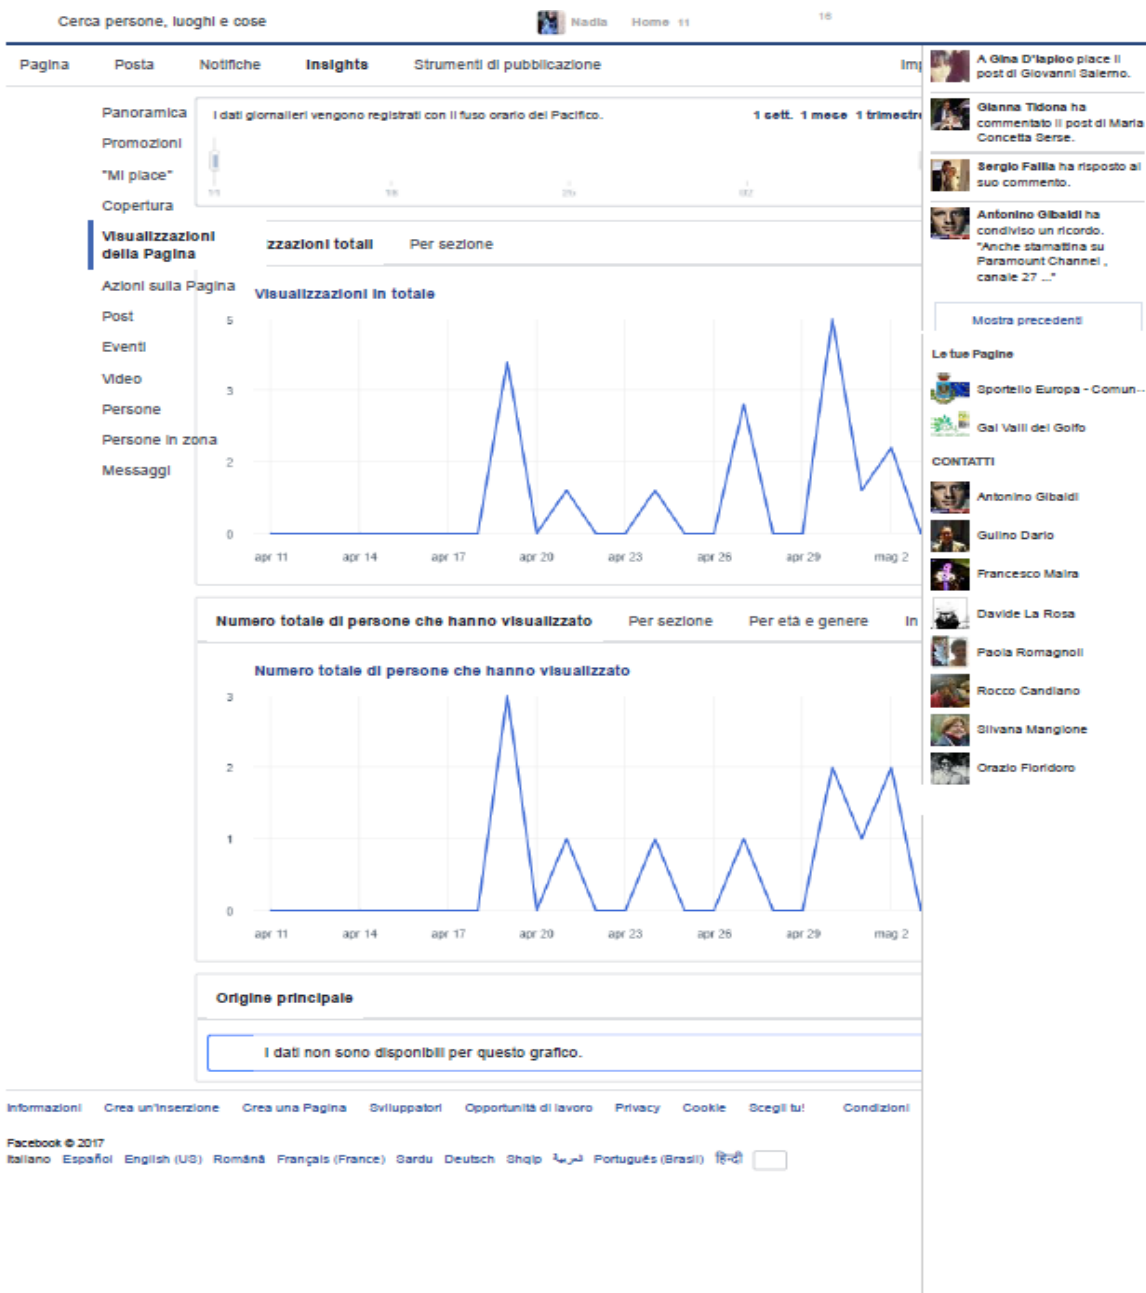 Cerca persone, luoghi e cose
Nadia Home 11
16
Pagina Posta Notifiche Insights Strumenti di pubblicazione
Panoramica
Promozioni
"Mi piace"
Copertura
Visualizzazioni
della Pagina
Azioni sulla Pagina
Post
Eventi
Video
Persone
Persone in zona
Messaggi
I dati giornalieri vengono registrati con il fuso orario del Pacifico.
1 sett. 1 mese 1 trimestre
zzazioni totali Per sezione
Visualizzazioni in totale
5
3
2
0
apr 11 apr 14 apr 17 apr 20 apr 23 apr 26 apr 29 mag 2
Numero totale di persone che hanno visualizzato Per sezione Per età e genere In
Numero totale di persone che hanno visualizzato
3
2
1
0
apr 11 apr 14 apr 17 apr 20 apr 23 apr 26 apr 29 mag 2
Origine principale
I dati non sono disponibili per questo grafico.
A Gina D'Iapico piace il
post di Giovanni Salerno.
Gianna Tidona ha
commentato il post di Maria
Concetta Serse.
Sergio Failla ha risposto al
suo commento.
Antonino Gibaldi ha
condiviso un ricordo.
"Anche stamattina su
Paramount Channel ,
canale 27 ..."
Mostra precedenti
Le tue Pagine
Sportello Europa - Comun...
Gal Valli del Golfo
CONTATTI
Antonino Gibaldi
Gulino Dario
Francesco Maira
Davide La Rosa
Paola Romagnoli
Rocco Candiano
Silvana Mangione
Orazio Floridoro
Informazioni Crea un'inserzione Crea una Pagina Sviluppatori Opportunità di lavoro Privacy Cookie Scegli tu! Condizioni
Facebook © 2017
Italiano Español English (US) Română Français (France) Sardu Deutsch Shqip العربية Português (Brasil) हिन्दी